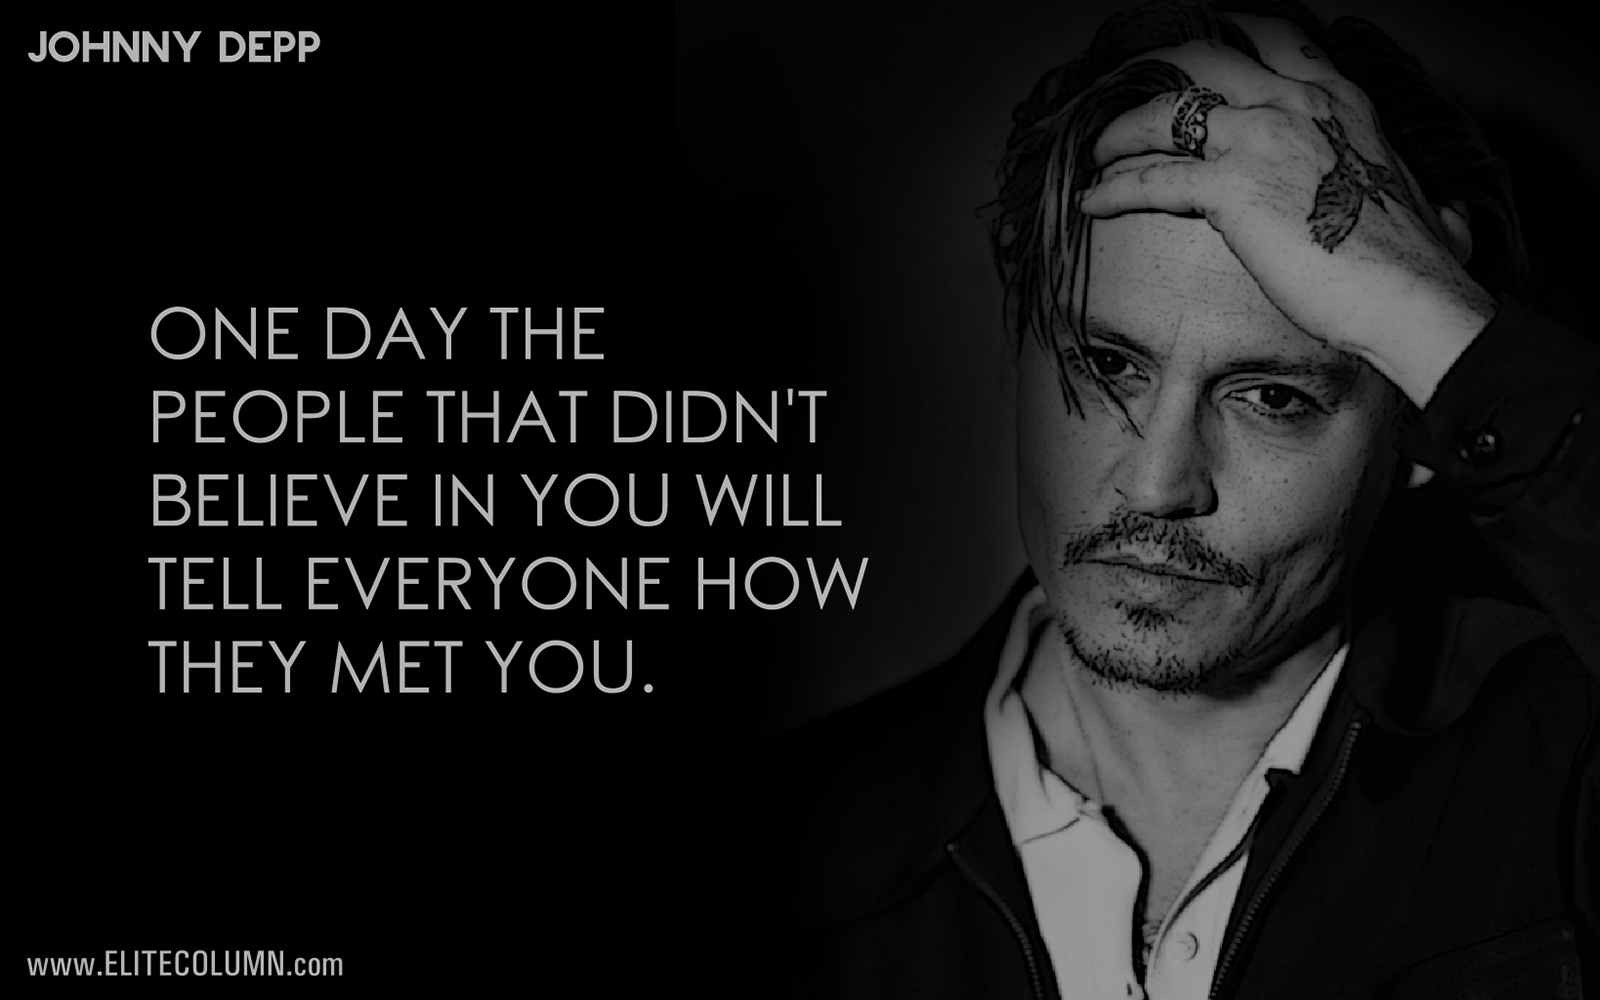 JOHNNY DEPP
ONE DAY THE
PEOPLE THAT DIDN'T
BELIEVE IN YOU WILL
TELL EVERYONE HOW
THEY MET YOU.
www.ELITECOLUMN.com